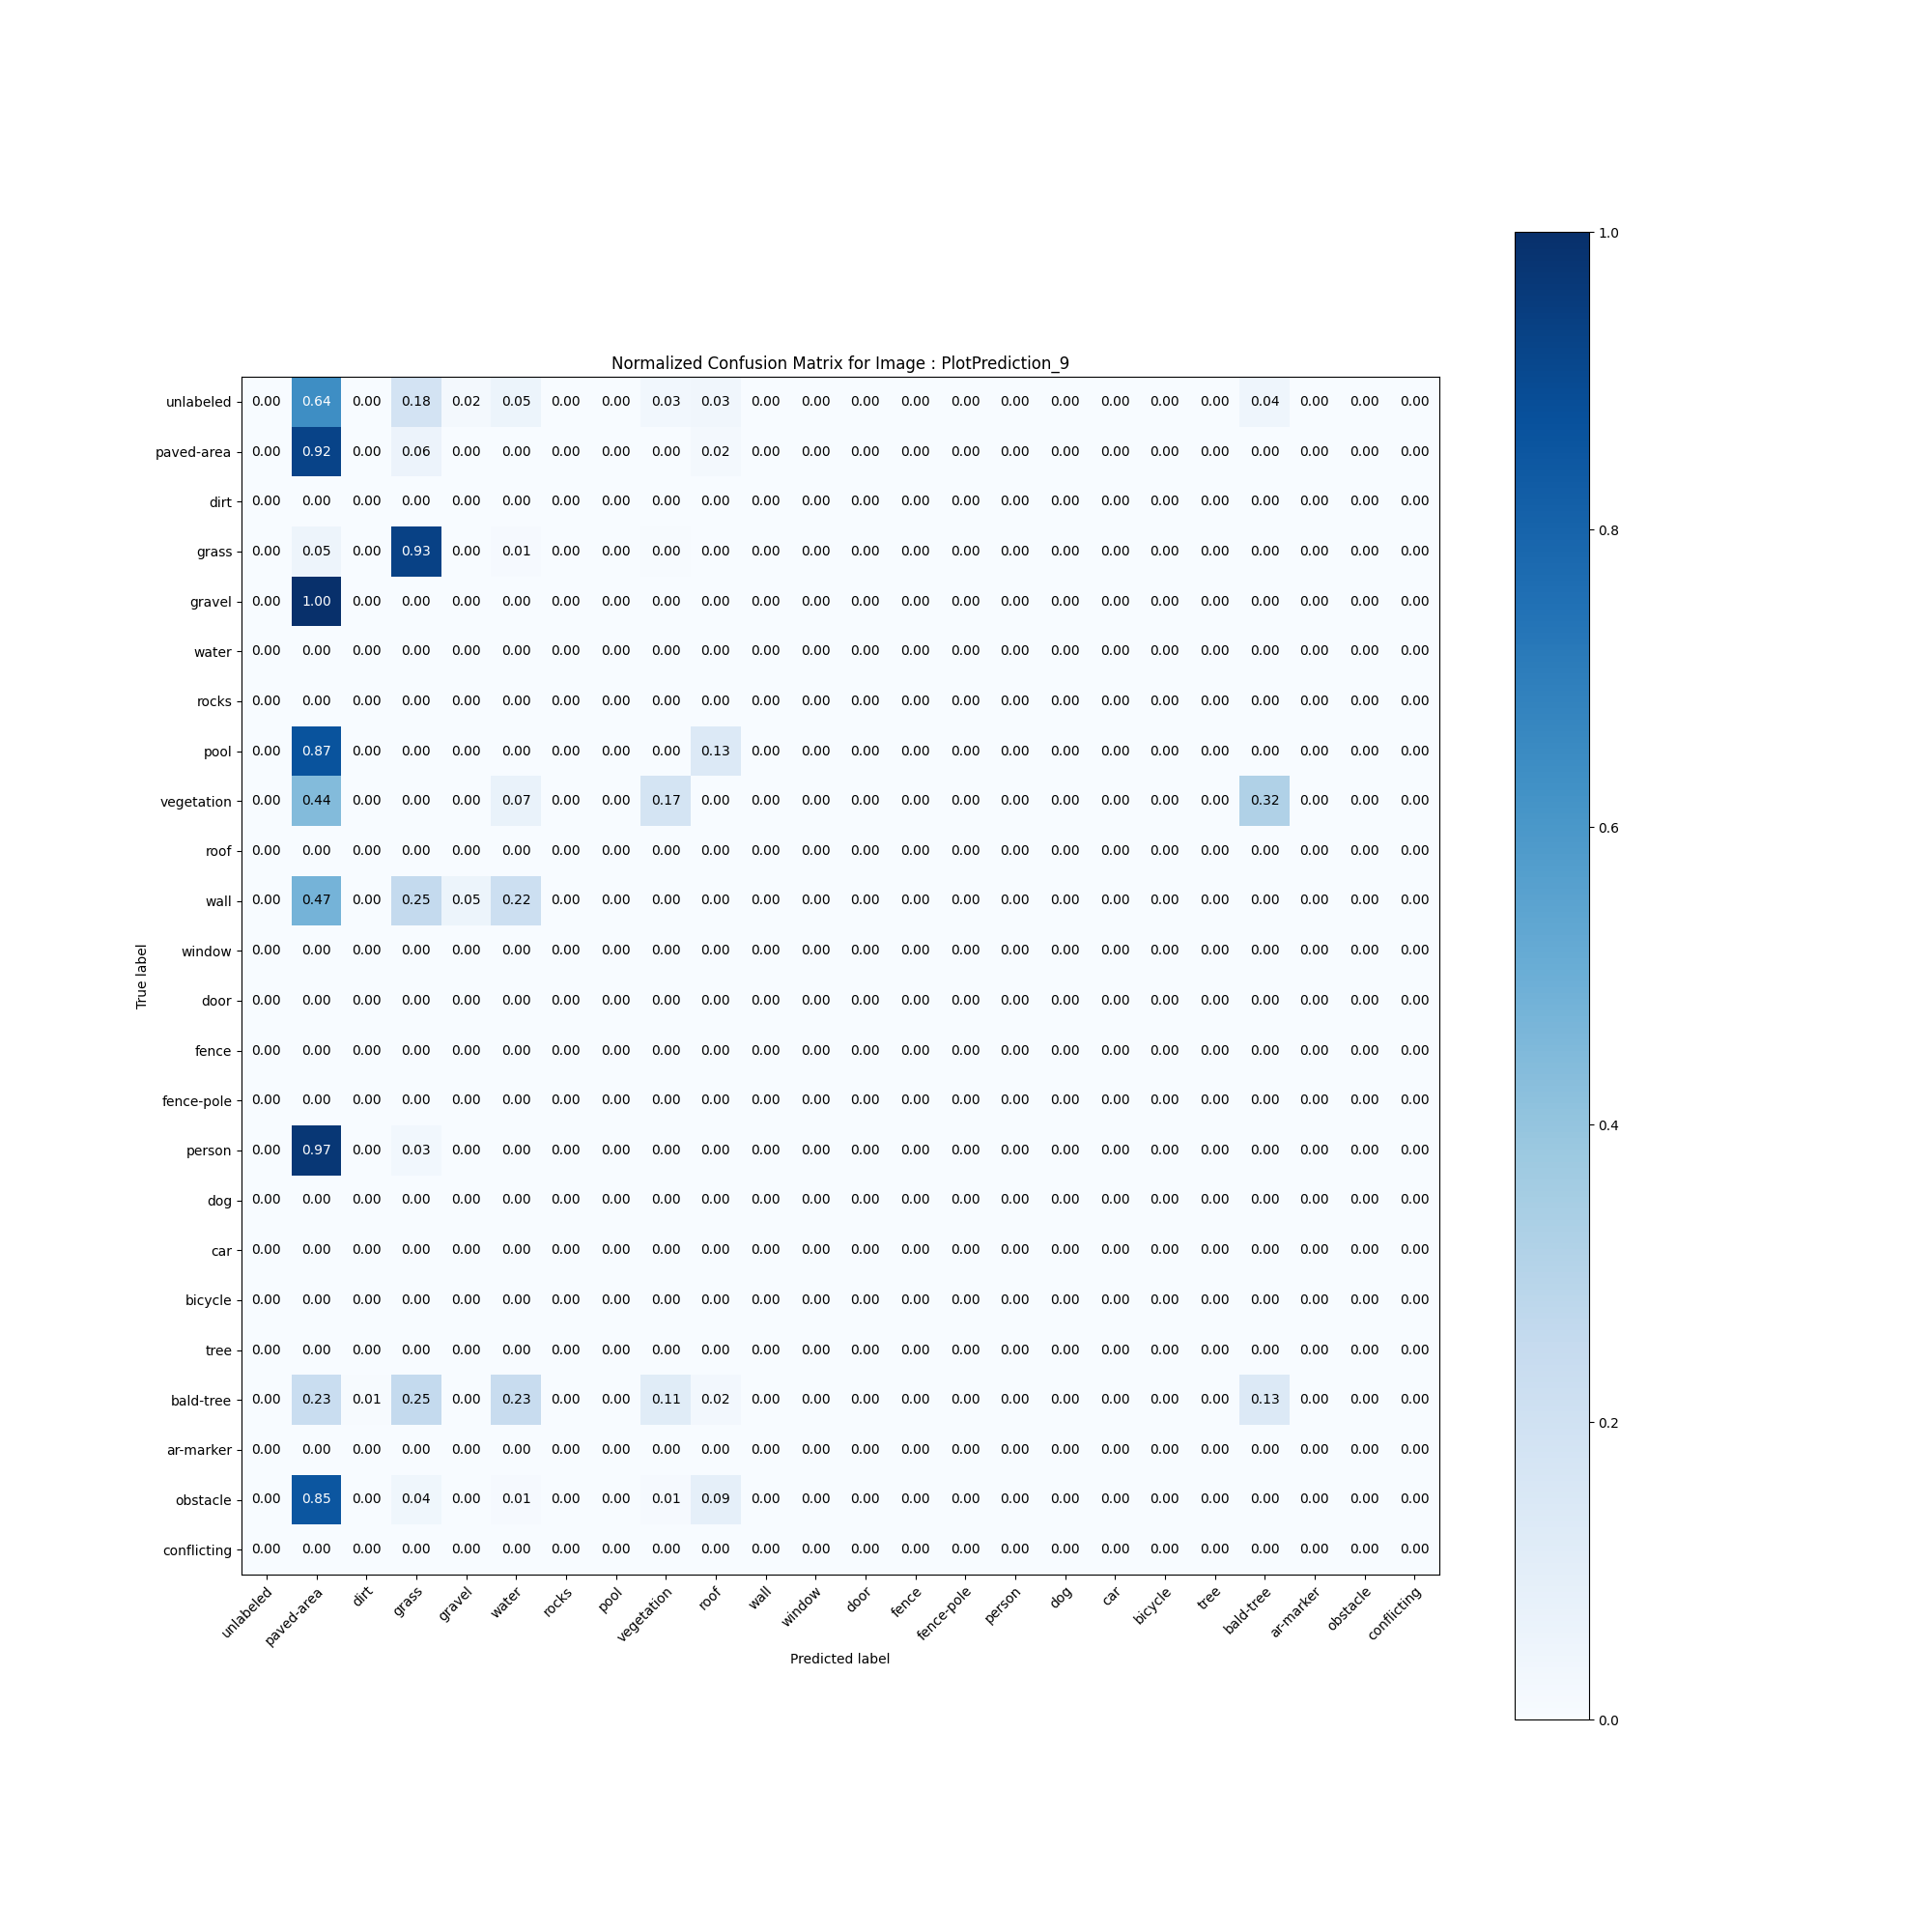 Normalized Confusion Matrix for Image : PlotPrediction_9
unlabeled 0.00 0.64 0.00 0.18 0.02 0.05 0.00 0.00 0.03 0.03 0.00 0.00 0.00 0.00 0.00 0.00 0.00 0.00 0.00 0.00 0.04 0.00 0.00 0.00
paved-area 0.00 0.92 0.00 0.06 0.00 0.00 0.00 0.00 0.00 0.02 0.00 0.00 0.00 0.00 0.00 0.00 0.00 0.00 0.00 0.00 0.00 0.00 0.00 0.00
dirt 0.00 0.00 0.00 0.00 0.00 0.00 0.00 0.00 0.00 0.00 0.00 0.00 0.00 0.00 0.00 0.00 0.00 0.00 0.00 0.00 0.00 0.00 0.00 0.00
grass 0.00 0.05 0.00 0.93 0.00 0.01 0.00 0.00 0.00 0.00 0.00 0.00 0.00 0.00 0.00 0.00 0.00 0.00 0.00 0.00 0.00 0.00 0.00 0.00
gravel 0.00 1.00 0.00 0.00 0.00 0.00 0.00 0.00 0.00 0.00 0.00 0.00 0.00 0.00 0.00 0.00 0.00 0.00 0.00 0.00 0.00 0.00 0.00 0.00
water 0.00 0.00 0.00 0.00 0.00 0.00 0.00 0.00 0.00 0.00 0.00 0.00 0.00 0.00 0.00 0.00 0.00 0.00 0.00 0.00 0.00 0.00 0.00 0.00
rocks 0.00 0.00 0.00 0.00 0.00 0.00 0.00 0.00 0.00 0.00 0.00 0.00 0.00 0.00 0.00 0.00 0.00 0.00 0.00 0.00 0.00 0.00 0.00 0.00
pool 0.00 0.87 0.00 0.00 0.00 0.00 0.00 0.00 0.00 0.13 0.00 0.00 0.00 0.00 0.00 0.00 0.00 0.00 0.00 0.00 0.00 0.00 0.00 0.00
vegetation 0.00 0.44 0.00 0.00 0.00 0.07 0.00 0.00 0.17 0.00 0.00 0.00 0.00 0.00 0.00 0.00 0.00 0.00 0.00 0.00 0.32 0.00 0.00 0.00
roof 0.00 0.00 0.00 0.00 0.00 0.00 0.00 0.00 0.00 0.00 0.00 0.00 0.00 0.00 0.00 0.00 0.00 0.00 0.00 0.00 0.00 0.00 0.00 0.00
wall 0.00 0.47 0.00 0.25 0.05 0.22 0.00 0.00 0.00 0.00 0.00 0.00 0.00 0.00 0.00 0.00 0.00 0.00 0.00 0.00 0.00 0.00 0.00 0.00
window 0.00 0.00 0.00 0.00 0.00 0.00 0.00 0.00 0.00 0.00 0.00 0.00 0.00 0.00 0.00 0.00 0.00 0.00 0.00 0.00 0.00 0.00 0.00 0.00
door 0.00 0.00 0.00 0.00 0.00 0.00 0.00 0.00 0.00 0.00 0.00 0.00 0.00 0.00 0.00 0.00 0.00 0.00 0.00 0.00 0.00 0.00 0.00 0.00
fence 0.00 0.00 0.00 0.00 0.00 0.00 0.00 0.00 0.00 0.00 0.00 0.00 0.00 0.00 0.00 0.00 0.00 0.00 0.00 0.00 0.00 0.00 0.00 0.00
fence-pole 0.00 0.00 0.00 0.00 0.00 0.00 0.00 0.00 0.00 0.00 0.00 0.00 0.00 0.00 0.00 0.00 0.00 0.00 0.00 0.00 0.00 0.00 0.00 0.00
person 0.00 0.97 0.00 0.03 0.00 0.00 0.00 0.00 0.00 0.00 0.00 0.00 0.00 0.00 0.00 0.00 0.00 0.00 0.00 0.00 0.00 0.00 0.00 0.00
dog 0.00 0.00 0.00 0.00 0.00 0.00 0.00 0.00 0.00 0.00 0.00 0.00 0.00 0.00 0.00 0.00 0.00 0.00 0.00 0.00 0.00 0.00 0.00 0.00
car 0.00 0.00 0.00 0.00 0.00 0.00 0.00 0.00 0.00 0.00 0.00 0.00 0.00 0.00 0.00 0.00 0.00 0.00 0.00 0.00 0.00 0.00 0.00 0.00
bicycle 0.00 0.00 0.00 0.00 0.00 0.00 0.00 0.00 0.00 0.00 0.00 0.00 0.00 0.00 0.00 0.00 0.00 0.00 0.00 0.00 0.00 0.00 0.00 0.00
tree 0.00 0.00 0.00 0.00 0.00 0.00 0.00 0.00 0.00 0.00 0.00 0.00 0.00 0.00 0.00 0.00 0.00 0.00 0.00 0.00 0.00 0.00 0.00 0.00
bald-tree 0.00 0.23 0.01 0.25 0.00 0.23 0.00 0.00 0.11 0.02 0.00 0.00 0.00 0.00 0.00 0.00 0.00 0.00 0.00 0.00 0.13 0.00 0.00 0.00
ar-marker 0.00 0.00 0.00 0.00 0.00 0.00 0.00 0.00 0.00 0.00 0.00 0.00 0.00 0.00 0.00 0.00 0.00 0.00 0.00 0.00 0.00 0.00 0.00 0.00
obstacle 0.00 0.85 0.00 0.04 0.00 0.01 0.00 0.00 0.01 0.09 0.00 0.00 0.00 0.00 0.00 0.00 0.00 0.00 0.00 0.00 0.00 0.00 0.00 0.00
conflicting 0.00 0.00 0.00 0.00 0.00 0.00 0.00 0.00 0.00 0.00 0.00 0.00 0.00 0.00 0.00 0.00 0.00 0.00 0.00 0.00 0.00 0.00 0.00 0.00
True label
unlabeled paved-area dirt grass gravel water rocks pool vegetation roof wall window door fence fence-pole person dog car bicycle tree bald-tree ar-marker obstacle conflicting
Predicted label
1.0
0.8
0.6
0.4
0.2
0.0